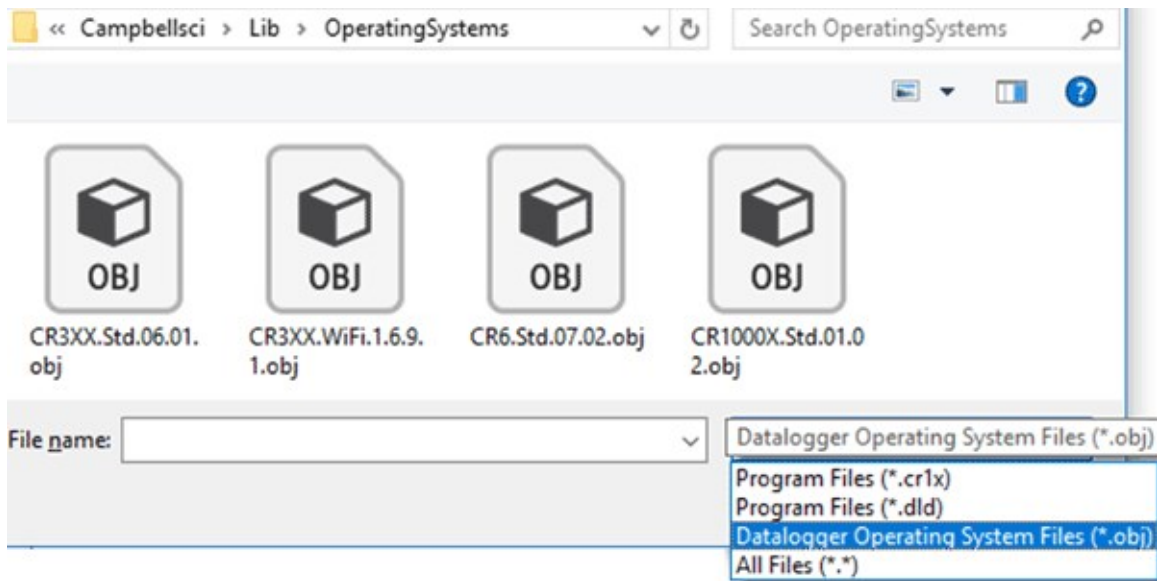 « Campbellsci › Lib › OperatingSystems
Search OperatingSystems
?
OBJ
OBJ
OBJ
OBJ
CR3XX.Std.06.01.
obj
CR3XX.WiFi.1.6.9.
1.obj
CR6.Std.07.02.obj
CR1000X.Std.01.0
2.obj
File name:
Datalogger Operating System Files (*.obj)
Program Files (*.cr1x)
Program Files (*.dld)
Datalogger Operating System Files (*.obj)
All Files (*.*)